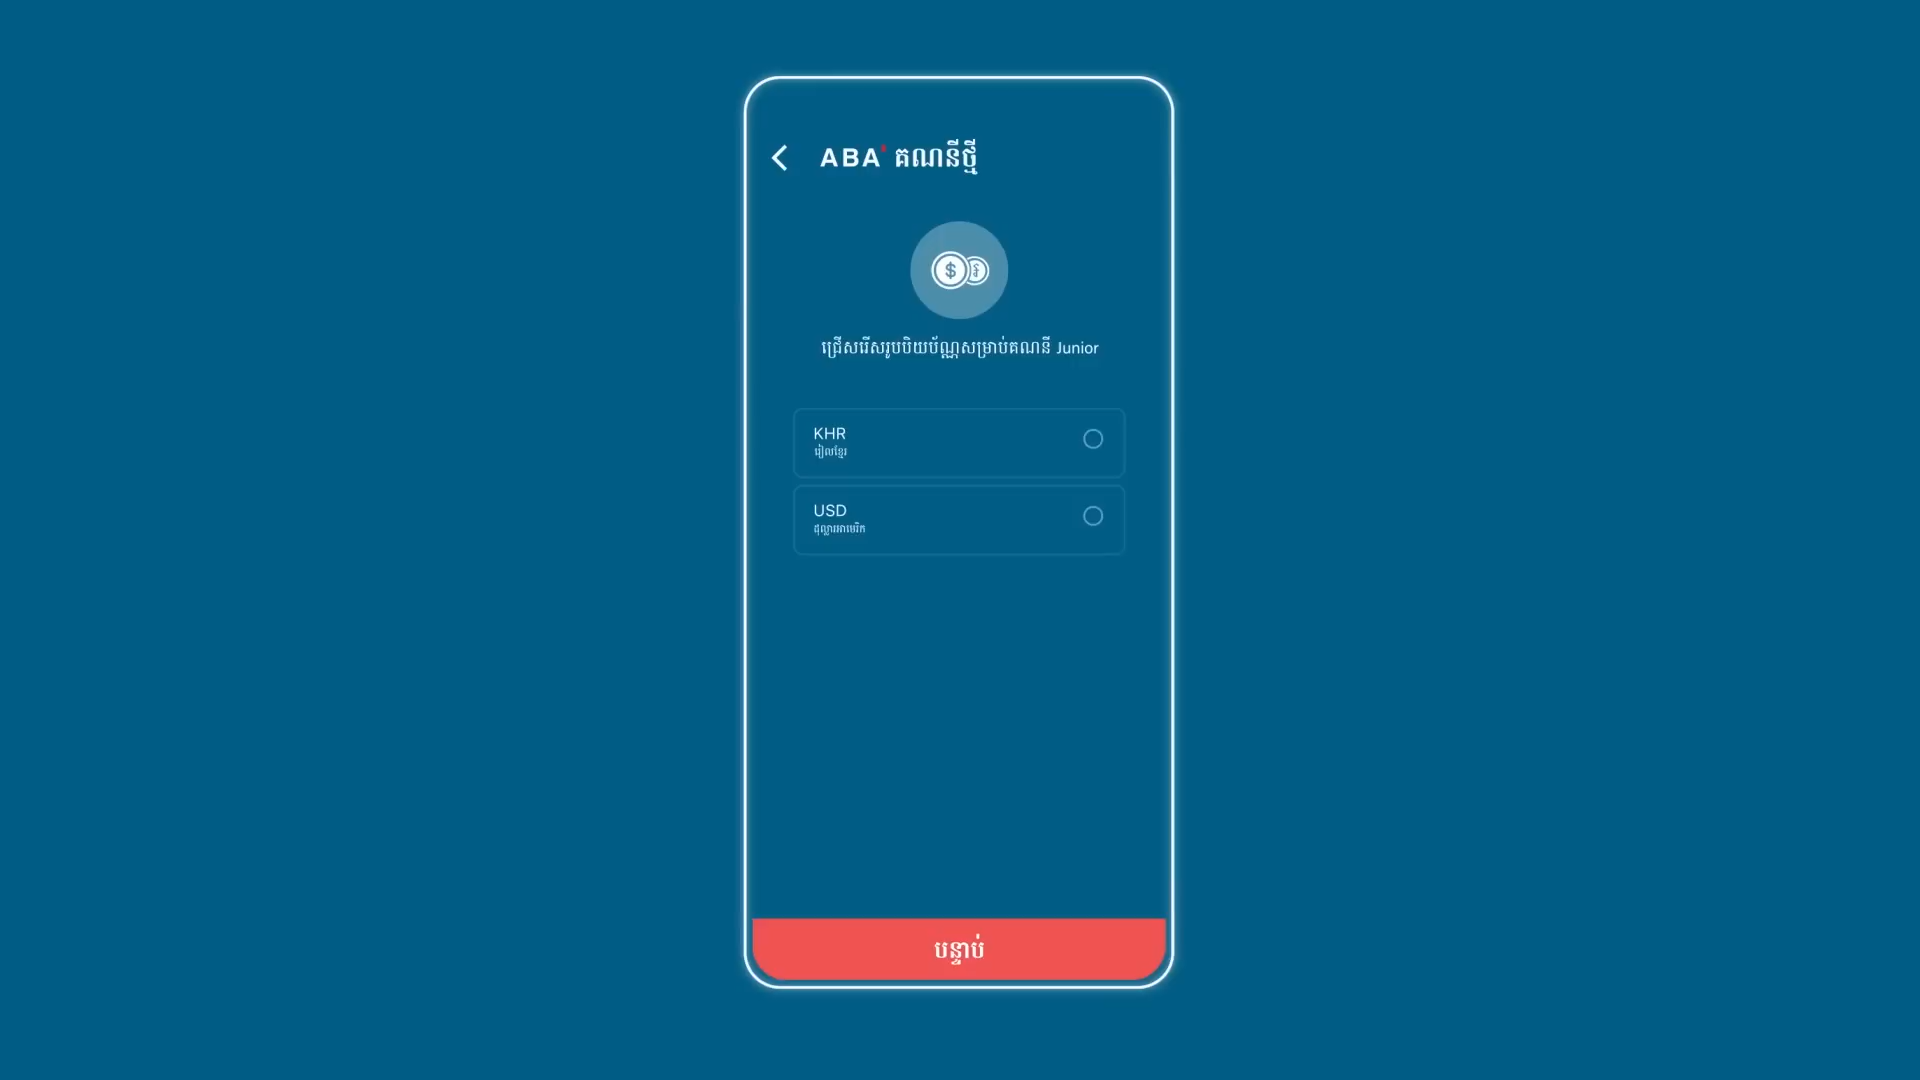 ABA' គណនីថ្មី
ជ្រើសរើសរូបបិយប័ណ្ណសម្រាប់គណនី Junior
KHR
រៀលខ្មែរ
USD
ដុល្លារអាមេរិក
បន្ទាប់